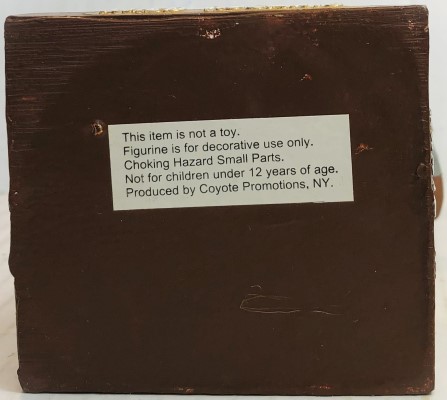 This item is not a toy.
Figurine is for decorative use only.
Choking Hazard Small Parts.
Not for children under 12 years of age.
Produced by Coyote Promotions, NY.